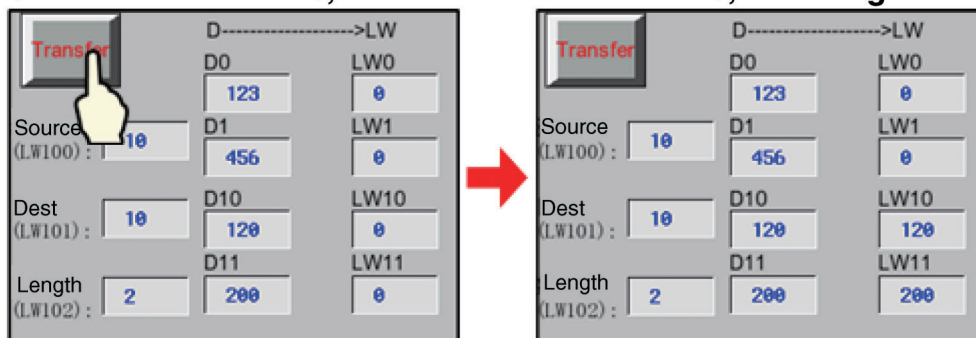 Transfer
D-------------------->LW
D0 LW0
123 0
Source D1 LW1
(LW100): 10 456 0
Dest D10 LW10
(LW101): 10 120 0
Length D11 LW11
(LW102): 2 200 0
Transfer
D-------------------->LW
D0 LW0
123 0
Source D1 LW1
(LW100): 10 456 0
Dest D10 LW10
(LW101): 10 120 120
Length D11 LW11
(LW102): 2 200 200